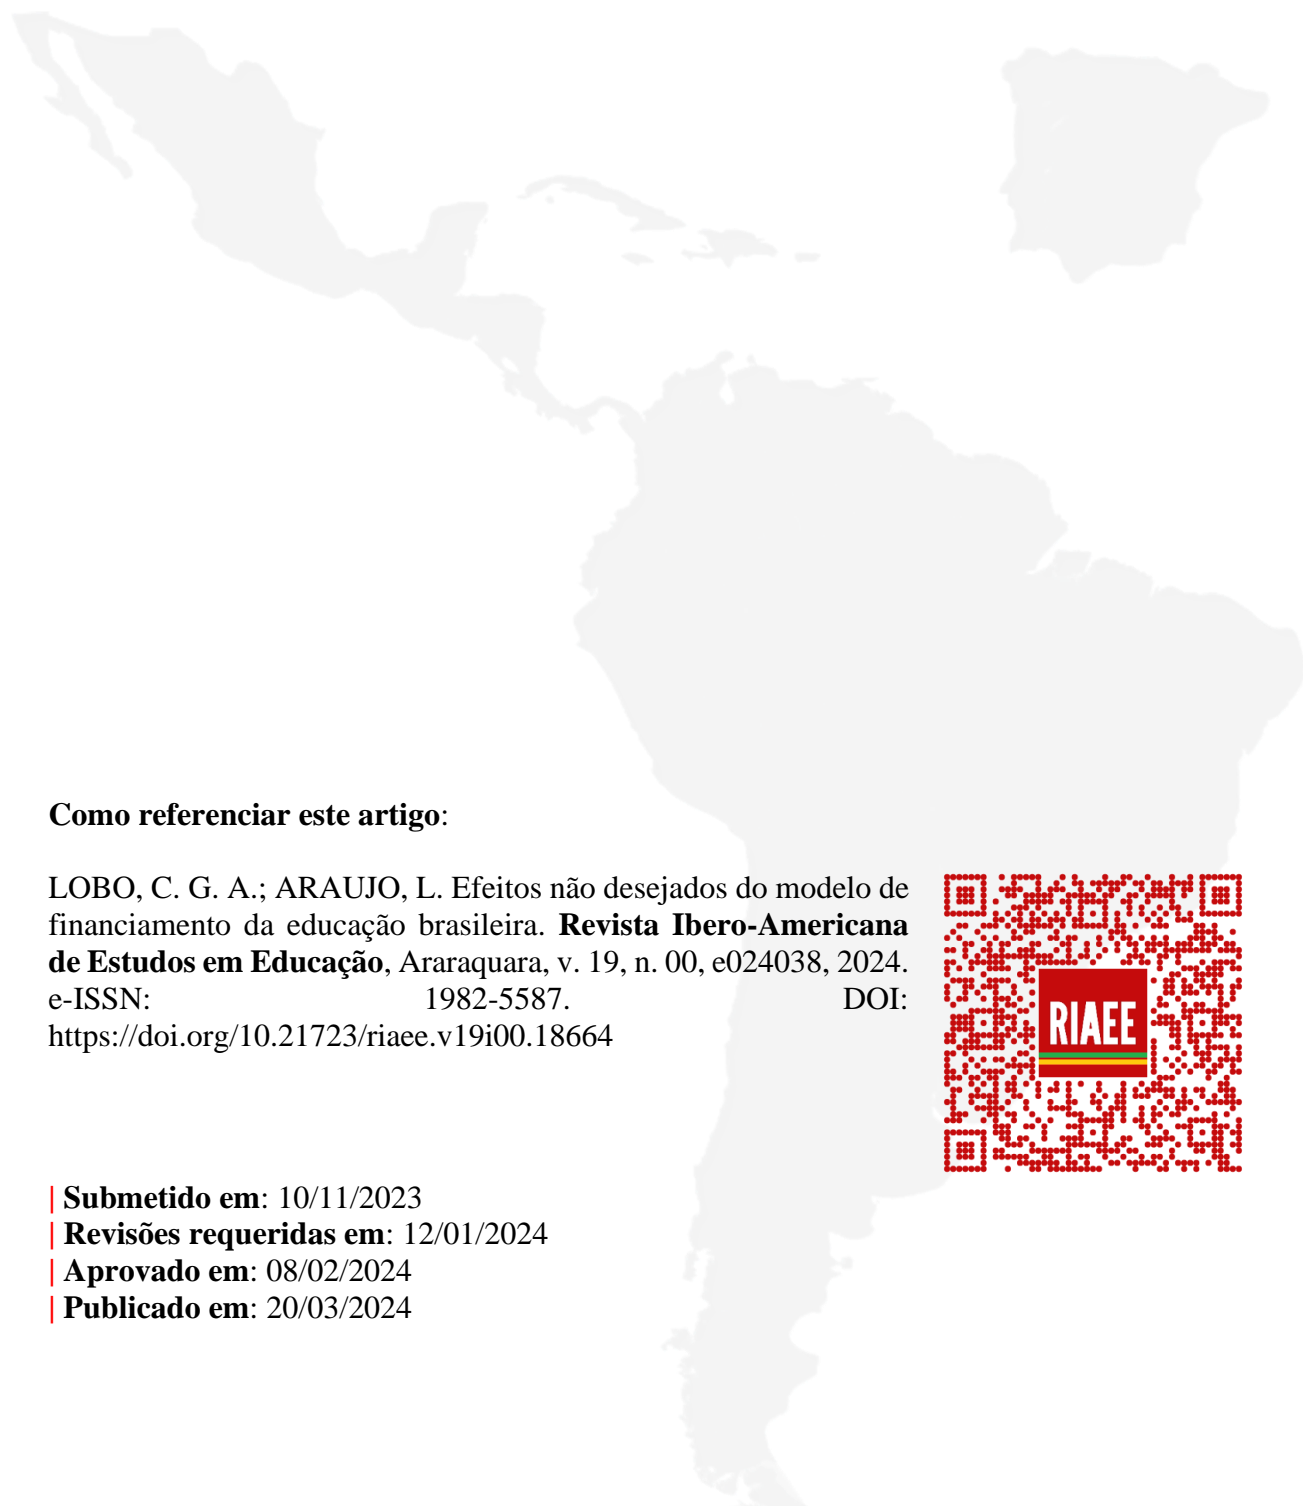 Como referenciar este artigo:
LOBO, C. G. A.; ARAUJO, L. Efeitos não desejados do modelo de
financiamento da educação brasileira. Revista Ibero-Americana
de Estudos em Educação, Araraquara, v. 19, n. 00, e024038, 2024.
e-ISSN: 1982-5587. DOI:
https://doi.org/10.21723/riaee.v19i00.18664
RIAEE
| Submetido em: 10/11/2023
| Revisões requeridas em: 12/01/2024
| Aprovado em: 08/02/2024
| Publicado em: 20/03/2024